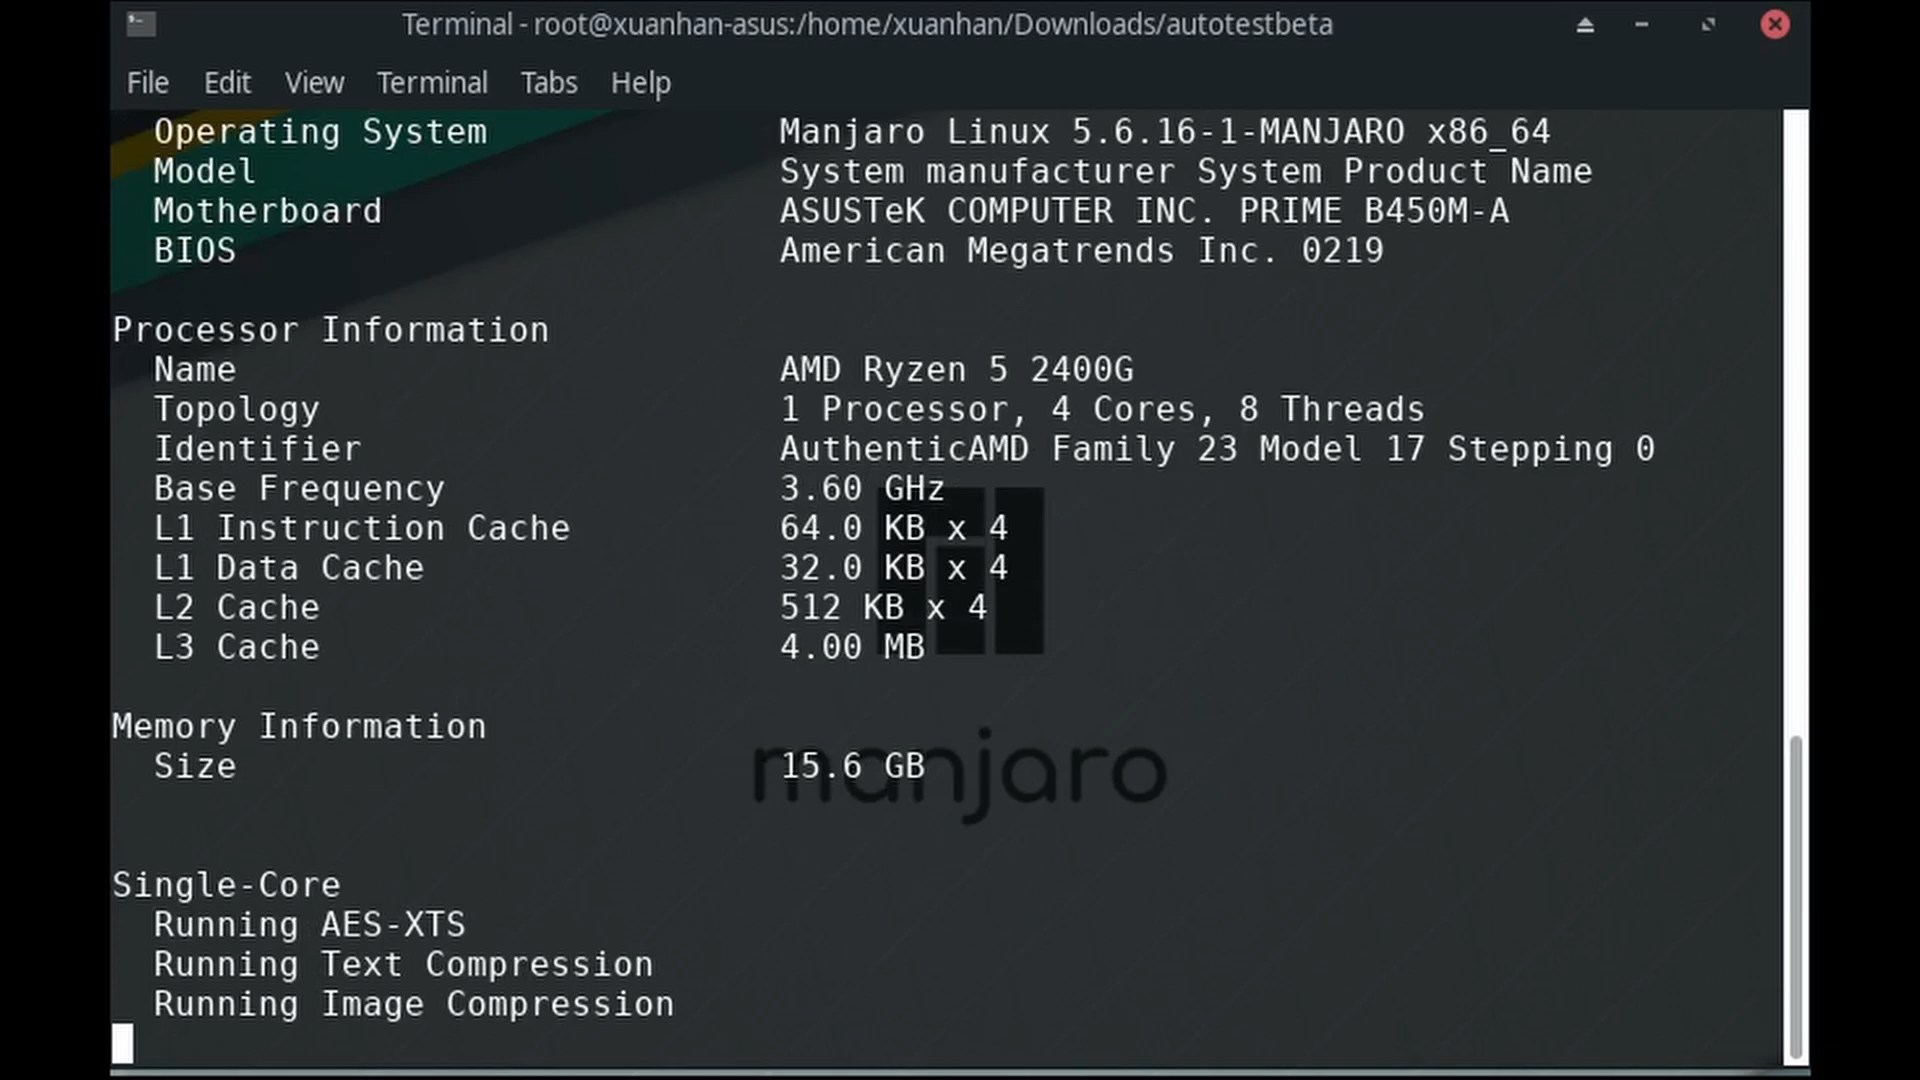 Terminal - root@xuanhan-asus:/home/xuanhan/Downloads/autotestbeta
File Edit View Terminal Tabs Help
Operating System Manjaro Linux 5.6.16-1-MANJARO x86_64
Model System manufacturer System Product Name
Motherboard ASUSTeK COMPUTER INC. PRIME B450M-A
BIOS American Megatrends Inc. 0219
Processor Information
Name AMD Ryzen 5 2400G
Topology 1 Processor, 4 Cores, 8 Threads
Identifier AuthenticAMD Family 23 Model 17 Stepping 0
Base Frequency 3.60 GHz
L1 Instruction Cache 64.0 KB x 4
L1 Data Cache 32.0 KB x 4
L2 Cache 512 KB x 4
L3 Cache 4.00 MB
Memory Information
Size 15.6 GB
manjaro
Single-Core
Running AES-XTS
Running Text Compression
Running Image Compression